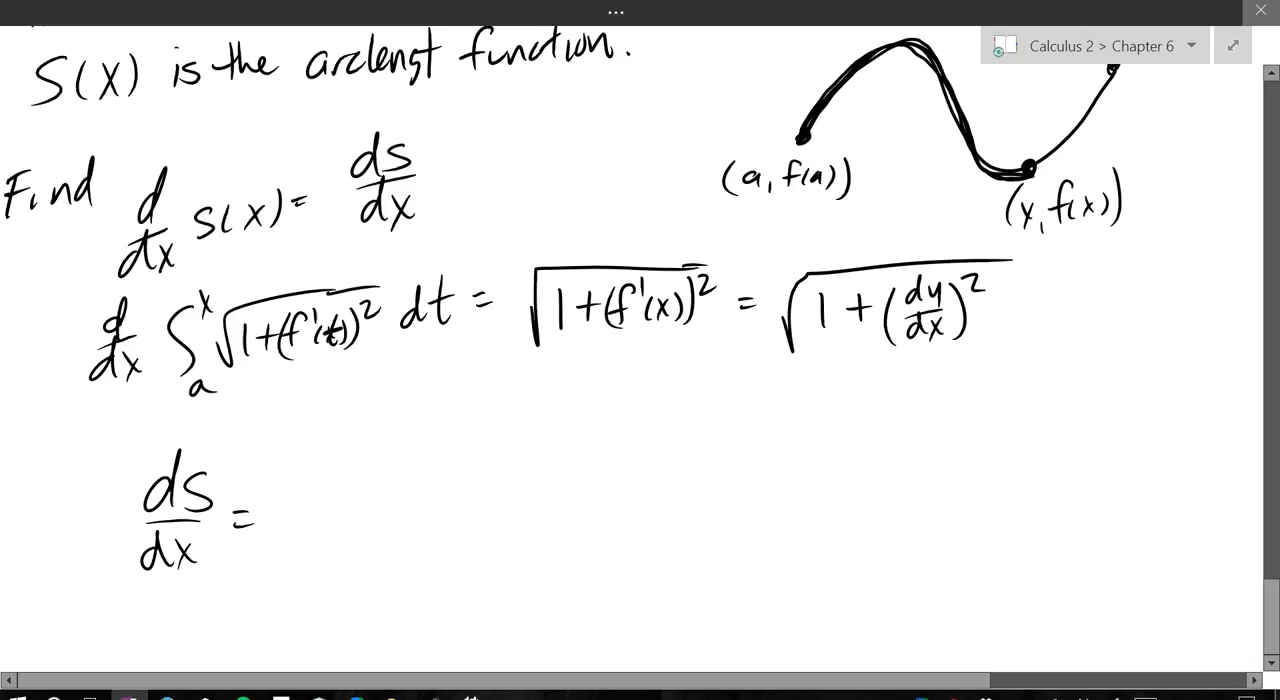 ...
Calculus 2 > Chapter 6
S(X) is the arclengt function.
(a, f(a))
(x, f(x))
Find d/dx S(X) = ds/dx
d/dx ∫_a^x √(1+(f'(t))^2) dt = √(1+(f'(x))^2) = √(1+(dy/dx)^2)
ds/dx =